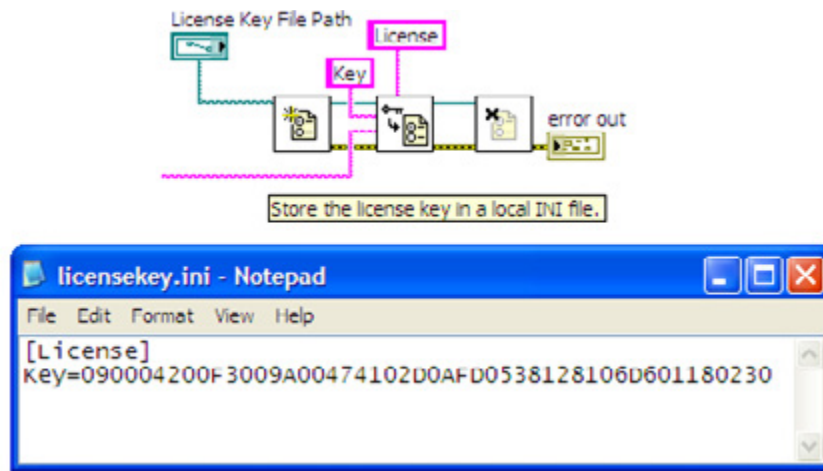 License Key File Path
License
Key
error out
Store the license key in a local INI file.
licensekey.ini - Notepad
File Edit Format View Help
[License]
Key=090004200F3009A00474102D0AFD0538128106D601180230